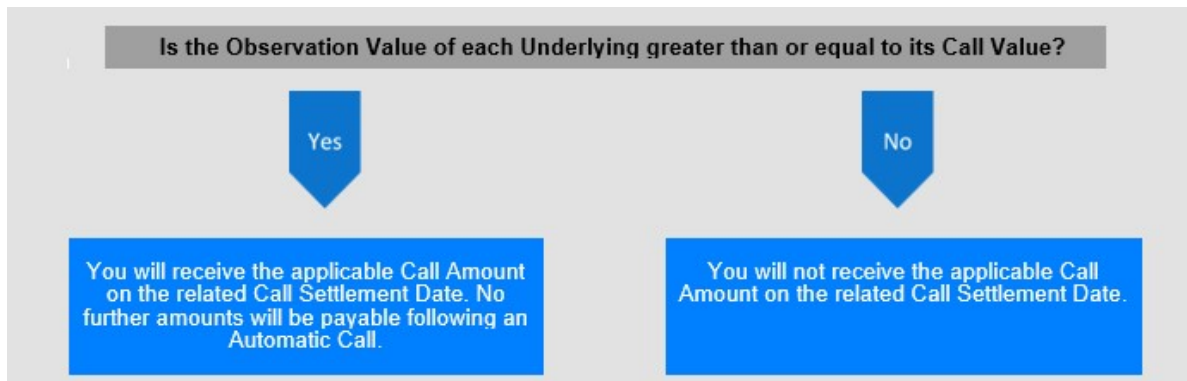 Is the Observation Value of each Underlying greater than or equal to its Call Value?
Yes
No
You will receive the applicable Call Amount
on the related Call Settlement Date. No
further amounts will be payable following an
Automatic Call.
You will not receive the applicable Call
Amount on the related Call Settlement Date.